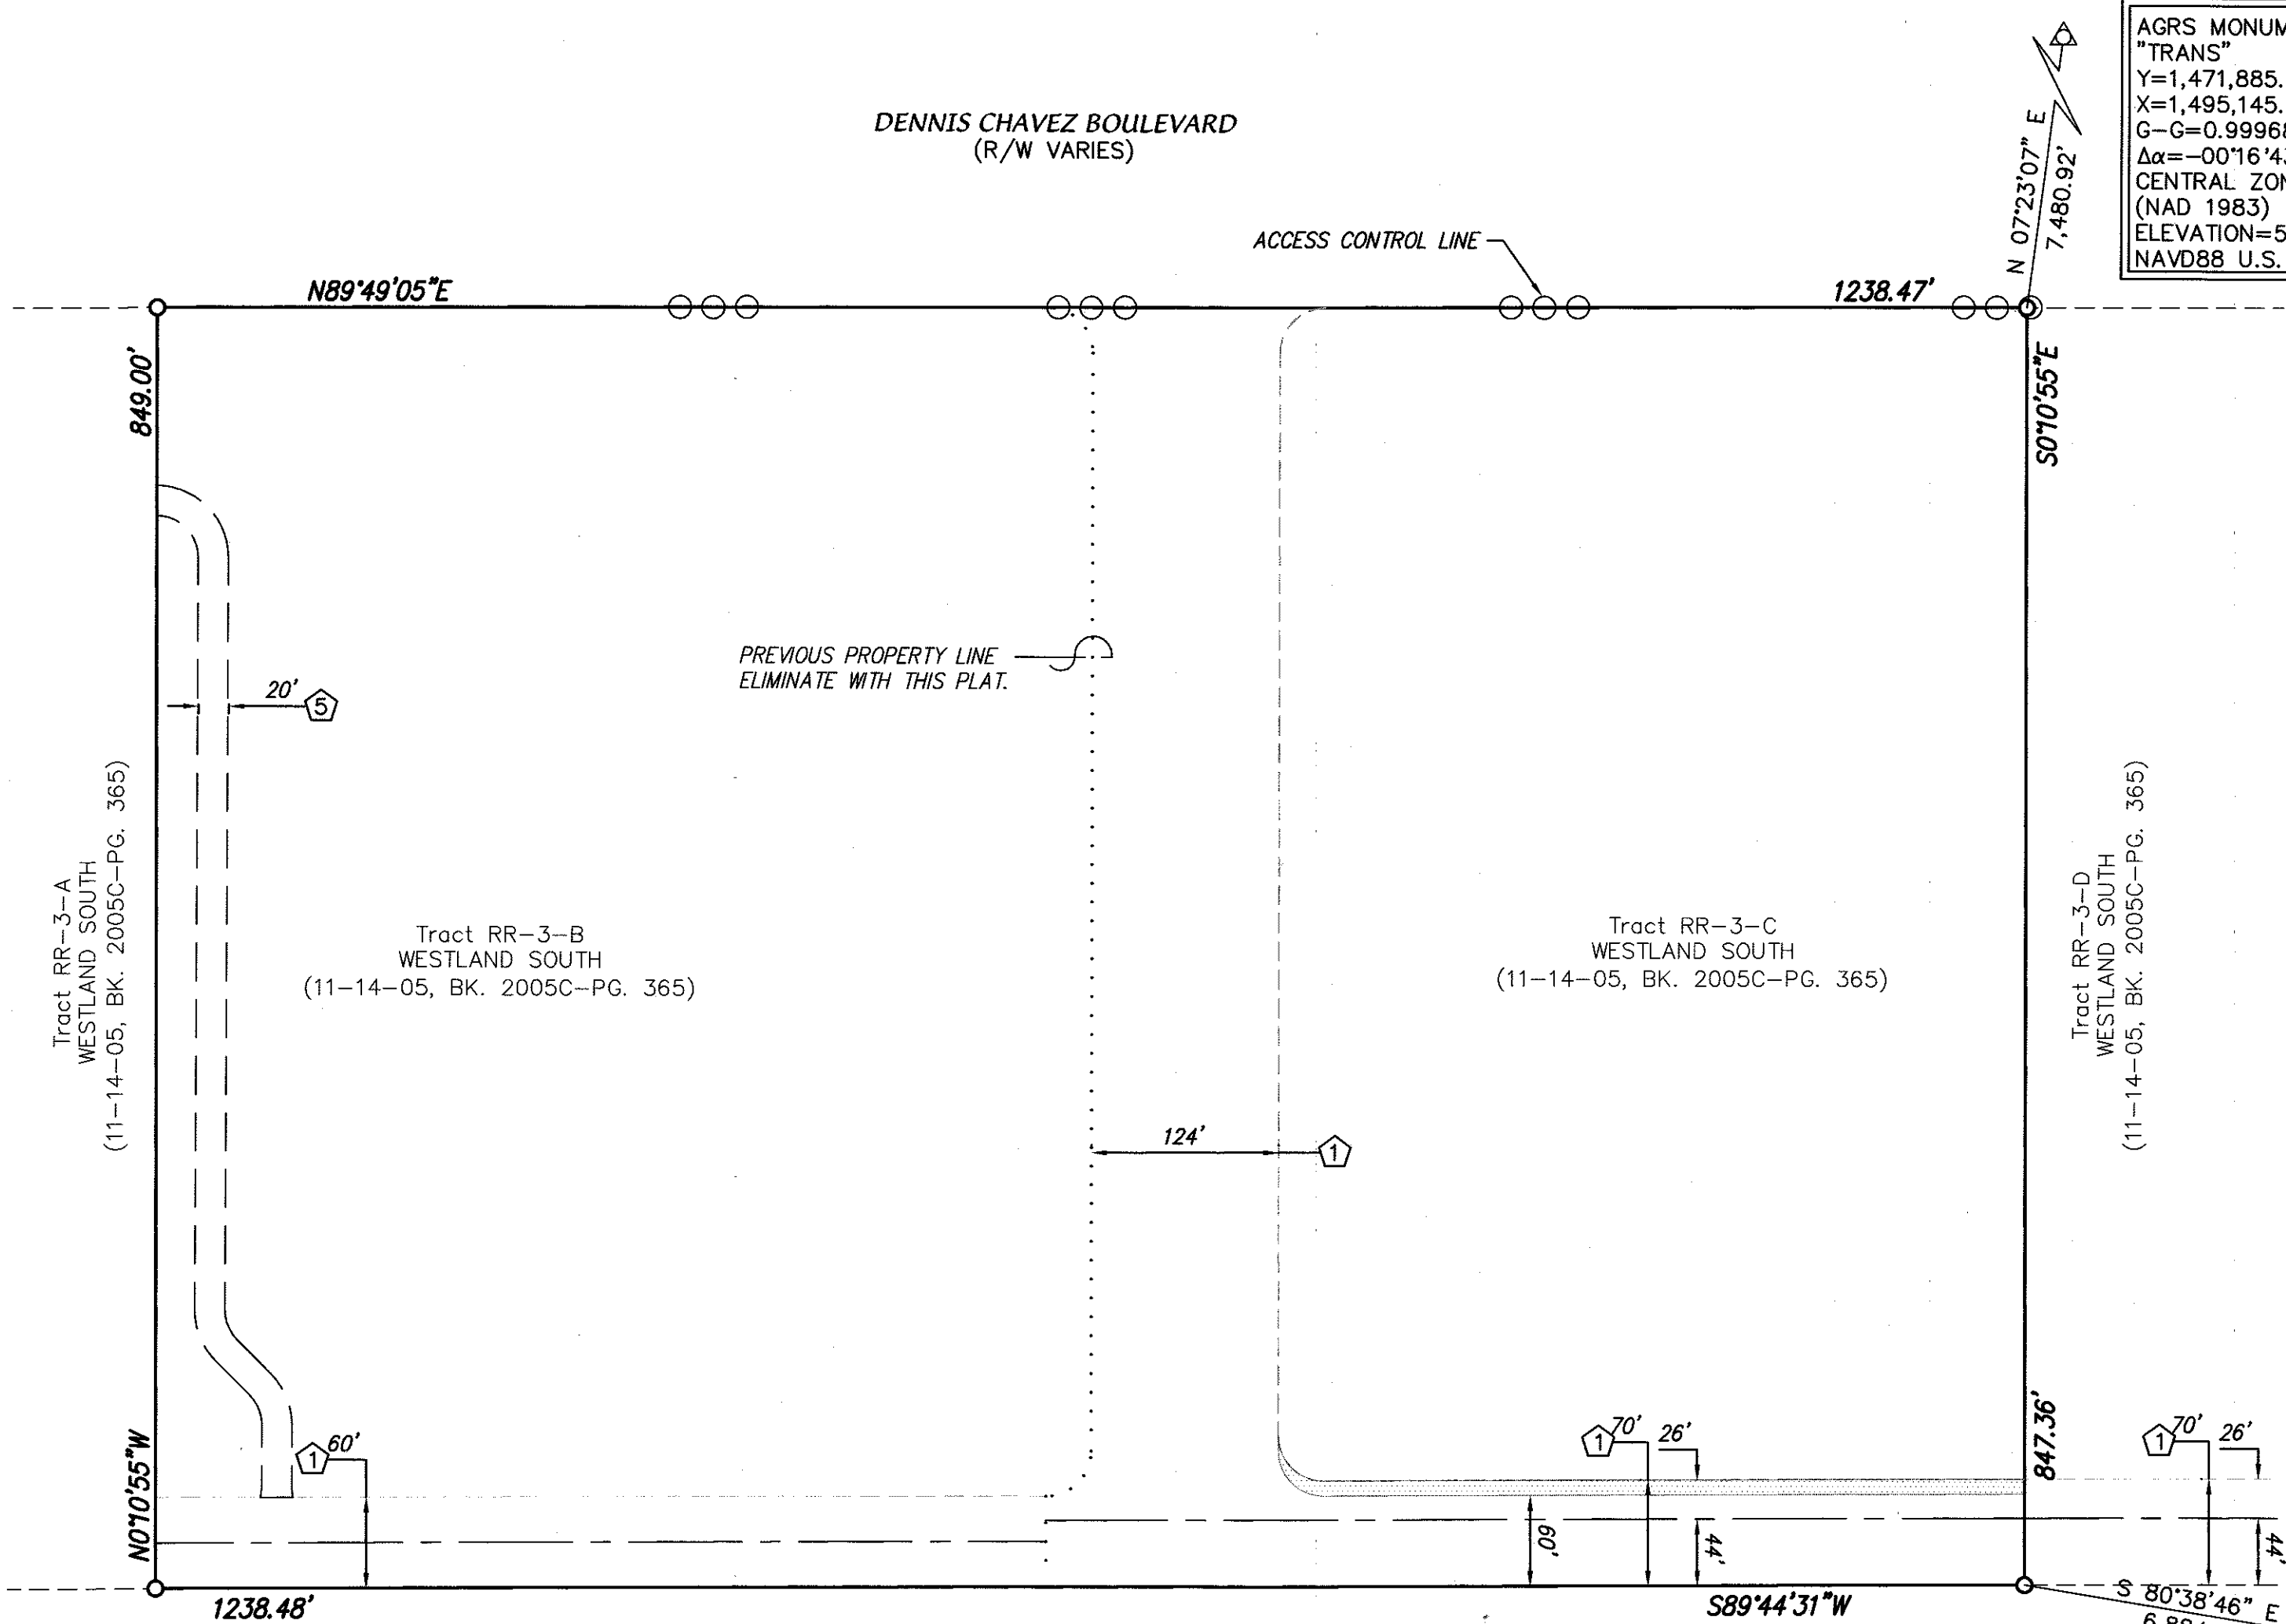 AGRS MONUM
"TRANS"
Y=1,471,885.
X=1,495,145.
G-G=0.99968
Δα=-00°16'43
CENTRAL ZON
(NAD 1983)
ELEVATION=5
NAVD88 U.S.
DENNIS CHAVEZ BOULEVARD
(R/W VARIES)
N 07°23'07" E
7,480.92'
ACCESS CONTROL LINE
N89°49'05"E
1238.47'
849.00'
S0°10'55"E
PREVIOUS PROPERTY LINE
ELIMINATE WITH THIS PLAT.
20'
5
Tract RR-3-A
WESTLAND SOUTH
(11-14-05, BK. 2005C-PG. 365)
Tract RR-3-B
WESTLAND SOUTH
(11-14-05, BK. 2005C-PG. 365)
Tract RR-3-C
WESTLAND SOUTH
(11-14-05, BK. 2005C-PG. 365)
Tract RR-3-D
WESTLAND SOUTH
(11-14-05, BK. 2005C-PG. 365)
124'
1
N0°10'55"W
1 60'
1 70' 26'
847.36'
1 70' 26'
60'
44'
44'
1238.48'
S89°44'31"W
S 80°38'46" E